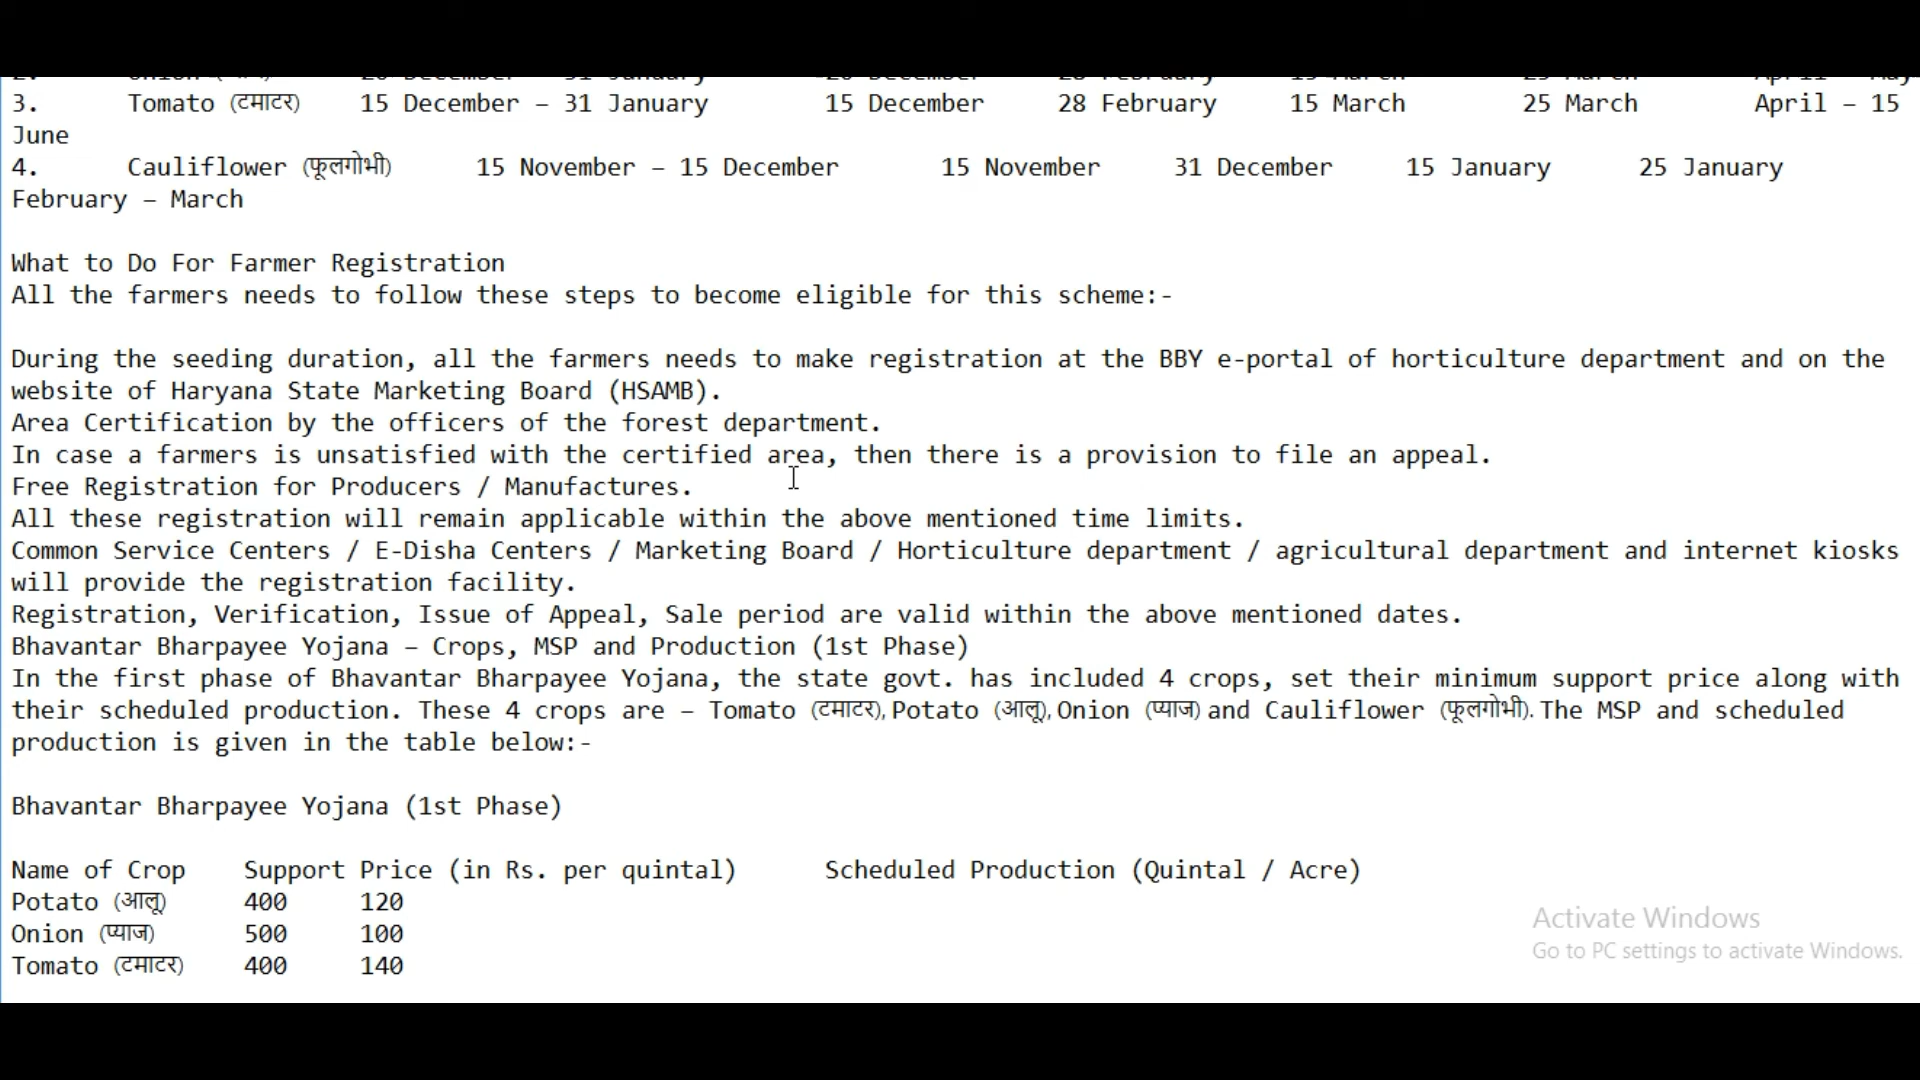 3. Tomato (टमाटर) 15 December – 31 January 15 December 28 February 15 March 25 March April – 15
June
4. Cauliflower (फूलगोभी) 15 November – 15 December 15 November 31 December 15 January 25 January
February – March
What to Do For Farmer Registration
All the farmers needs to follow these steps to become eligible for this scheme:-
During the seeding duration, all the farmers needs to make registration at the BBY e-portal of horticulture department and on the
website of Haryana State Marketing Board (HSAMB).
Area Certification by the officers of the forest department.
In case a farmers is unsatisfied with the certified area, then there is a provision to file an appeal.
Free Registration for Producers / Manufactures.
All these registration will remain applicable within the above mentioned time limits.
Common Service Centers / E-Disha Centers / Marketing Board / Horticulture department / agricultural department and internet kiosks
will provide the registration facility.
Registration, Verification, Issue of Appeal, Sale period are valid within the above mentioned dates.
Bhavantar Bharpayee Yojana – Crops, MSP and Production (1st Phase)
In the first phase of Bhavantar Bharpayee Yojana, the state govt. has included 4 crops, set their minimum support price along with
their scheduled production. These 4 crops are – Tomato (टमाटर), Potato (आलू), Onion (प्याज) and Cauliflower (फूलगोभी). The MSP and scheduled
production is given in the table below:-
Bhavantar Bharpayee Yojana (1st Phase)
Name of Crop Support Price (in Rs. per quintal) Scheduled Production (Quintal / Acre)
Potato (आलू) 400 120
Onion (प्याज) 500 100
Tomato (टमाटर) 400 140
Activate Windows
Go to PC settings to activate Windows.